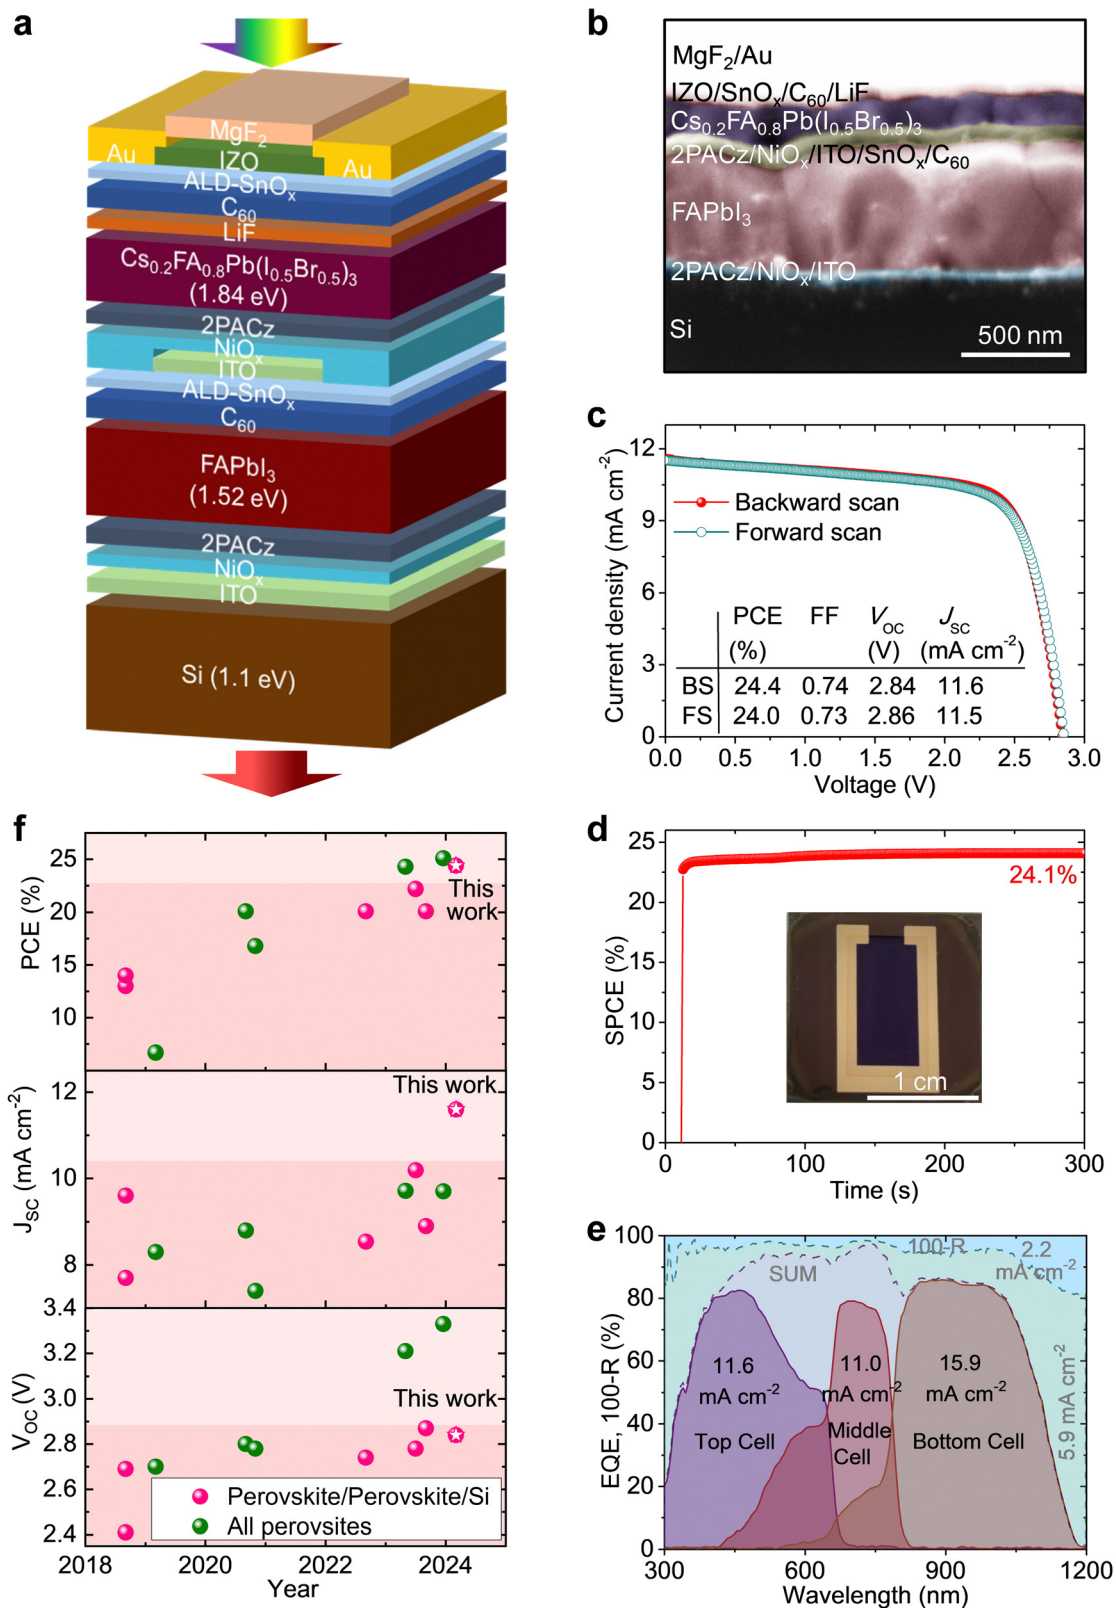 a
MgF₂
Au
IZO
Au
ALD-SnOₓ
C₆₀
LiF
Cs₀.₂FA₀.₈Pb(I₀.₅Br₀.₅)₃
(1.84 eV)
2PACz
NiOₓ
ITO
ALD-SnOₓ
C₆₀
FAPbI₃
(1.52 eV)
2PACz
NiOₓ
ITO
Si (1.1 eV)
b
MgF₂/Au
IZO/SnOₓ/C₆₀/LiF
Cs₀.₂FA₀.₈Pb(I₀.₅Br₀.₅)₃
2PACz/NiOₓ/ITO/SnOₓ/C₆₀
FAPbI₃
2PACz/NiOₓ/ITO
Si
500 nm
c
Current density (mA cm⁻²)
12
9
6
3
0
Backward scan
Forward scan
PCE FF V_OC J_SC
(%) (V) (mA cm⁻²)
BS 24.4 0.74 2.84 11.6
FS 24.0 0.73 2.86 11.5
0.0 0.5 1.0 1.5 2.0 2.5 3.0
Voltage (V)
d
SPCE (%)
25
20
15
10
5
0
24.1%
1 cm
0 100 200 300
Time (s)
e
EQE, 100-R (%)
100
80
60
40
20
0
100-R
2.2
mA cm⁻²
SUM
11.6
mA cm⁻²
Top Cell
11.0
mA cm⁻²
Middle
Cell
15.9
mA cm⁻²
Bottom Cell
5.9 mA cm⁻²
300 600 900 1200
Wavelength (nm)
f
2018 2020 2022 2024
PCE (%)
25
20
15
10
This
work
J_SC (mA cm⁻²)
12
10
8
This work
V_OC (V)
3.4
3.2
3.0
2.8
2.6
2.4
This work
Perovskite/Perovskite/Si
All perovsites
2018 2020 2022 2024
Year